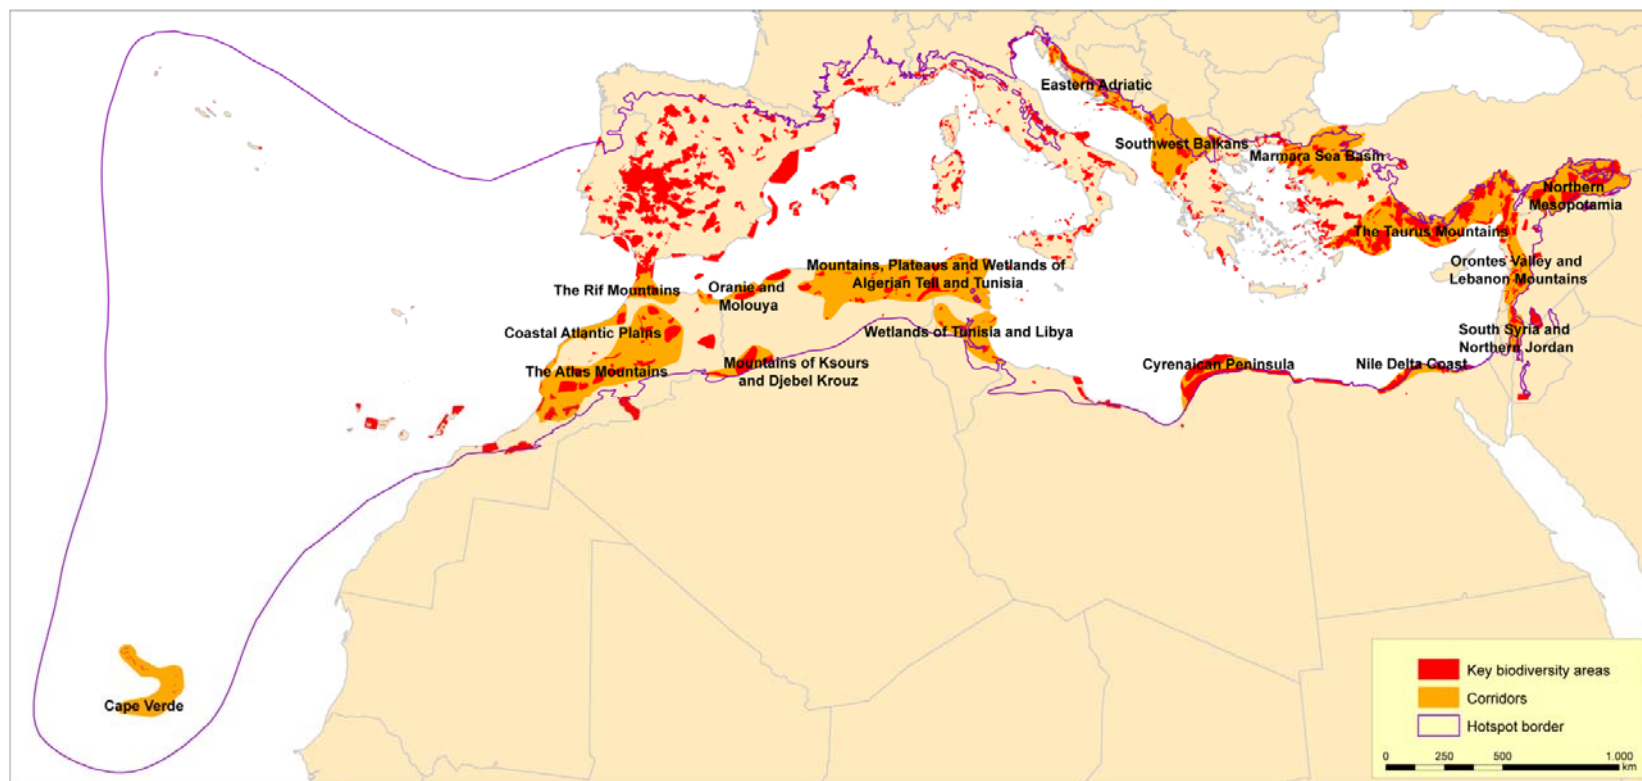 Eastern Adriatic
Southwest Balkans
Marmara Sea Basin
Northern
Mesopotamia
The Taurus Mountains
Mountains, Plateaus and Wetlands of
Algerian Tell and Tunisia
Orontes Valley and
Lebanon Mountains
The Rif Mountains
Oranie and
Molouya
Coastal Atlantic Plains
Wetlands of Tunisia and Libya
South Syria and
Northern Jordan
The Atlas Mountains
Mountains of Ksours
and Djebel Krouz
Cyrenaican Peninsula
Nile Delta Coast
Cape Verde
Key biodiversity areas
Corridors
Hotspot border
0 250 500 1.000
km